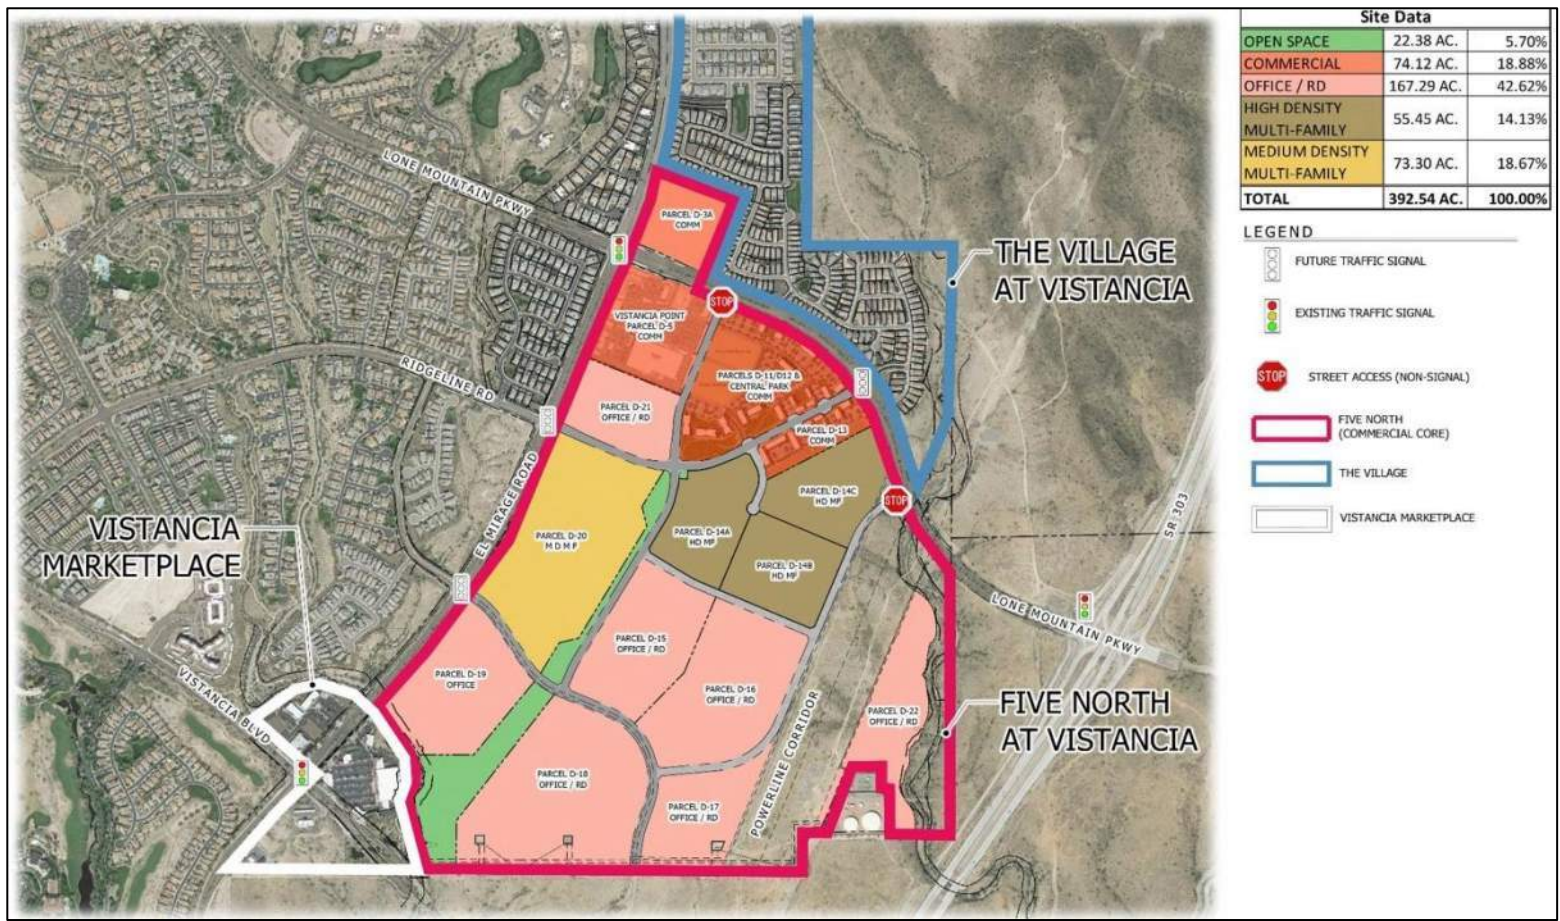 Site Data
OPEN SPACE 22.38 AC. 5.70%
COMMERCIAL 74.12 AC. 18.88%
OFFICE / RD 167.29 AC. 42.62%
HIGH DENSITY
MULTI-FAMILY 55.45 AC. 14.13%
MEDIUM DENSITY
MULTI-FAMILY 73.30 AC. 18.67%
TOTAL 392.54 AC. 100.00%
LEGEND
FUTURE TRAFFIC SIGNAL
EXISTING TRAFFIC SIGNAL
STOP
STREET ACCESS (NON-SIGNAL)
FIVE NORTH
(COMMERCIAL CORE)
THE VILLAGE
VISTANCIA MARKETPLACE
LONE MOUNTAIN PKWY
PARCEL D-3A
COMM
THE VILLAGE
AT VISTANCIA
STOP
VISTANCIA POINT
PARCEL D-5
COMM
RIDGELINE RD
PARCELS D-11/D12 &
CENTRAL PARK
COMM
PARCEL D-21
OFFICE / RD
PARCEL D-13
COMM
EL MIRAGE ROAD
PARCEL D-14C
HD MF
STOP
SR-303
VISTANCIA
MARKETPLACE
PARCEL D-20
M D M F
PARCEL D-14A
HD MF
PARCEL D-14B
HD MF
LONE MOUNTAIN PKWY
PARCEL D-15
OFFICE / RD
PARCEL D-19
OFFICE
PARCEL D-16
OFFICE / RD
VISTANCIA BLVD
PARCEL D-22
OFFICE / RD
FIVE NORTH
AT VISTANCIA
POWERLINE CORRIDOR
PARCEL D-18
OFFICE / RD
PARCEL D-17
OFFICE / RD